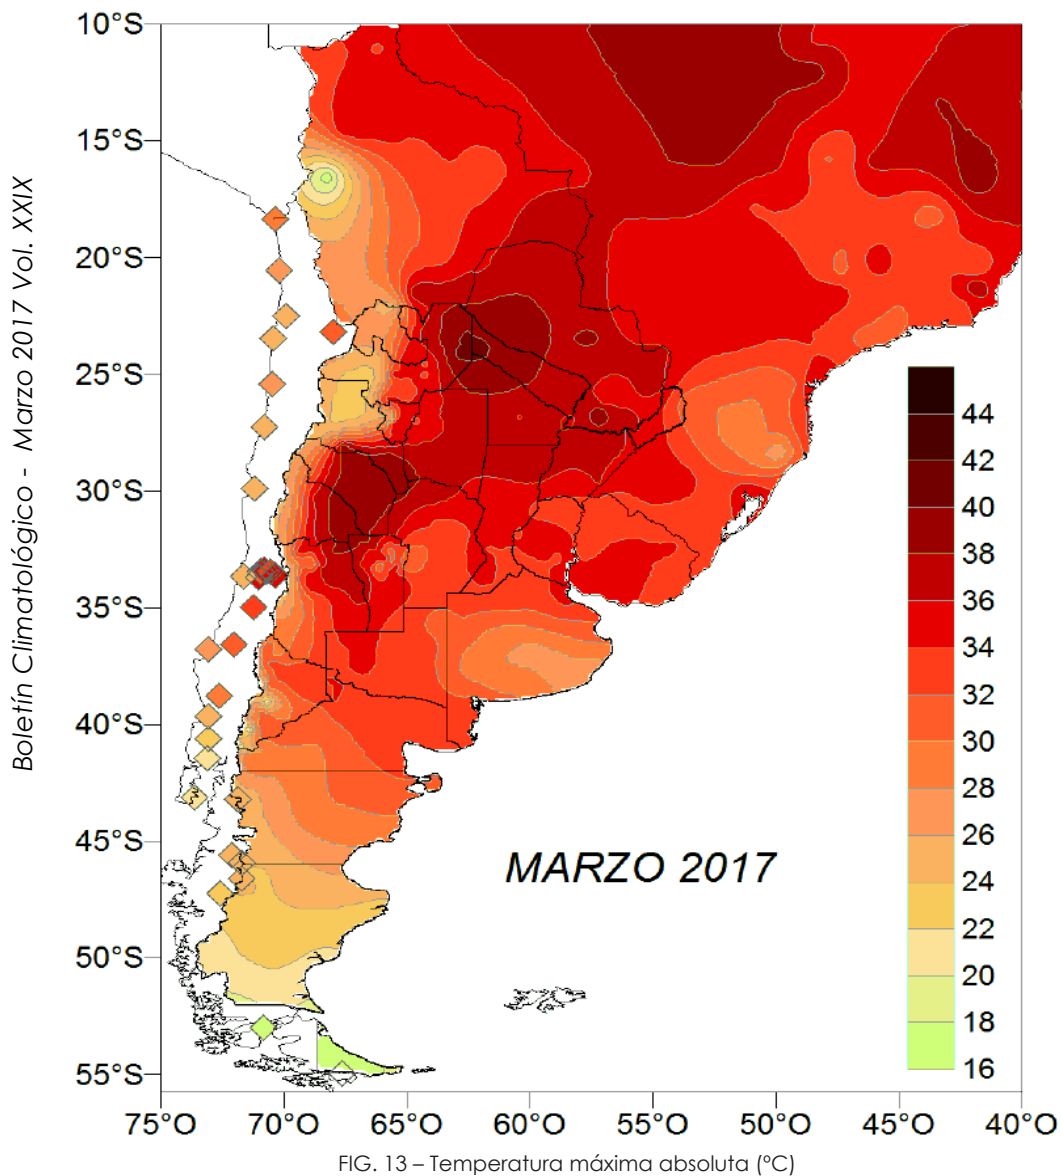 10°S
15°S
20°S
25°S
30°S
35°S
40°S
45°S
50°S
55°S
Boletín Climatológico - Marzo 2017 Vol. XXIX
44
42
40
38
36
34
32
30
28
26
24
22
20
18
16
MARZO 2017
75°O 70°O 65°O 60°O 55°O 50°O 45°O 40°O
FIG. 13 – Temperatura máxima absoluta (ºC)